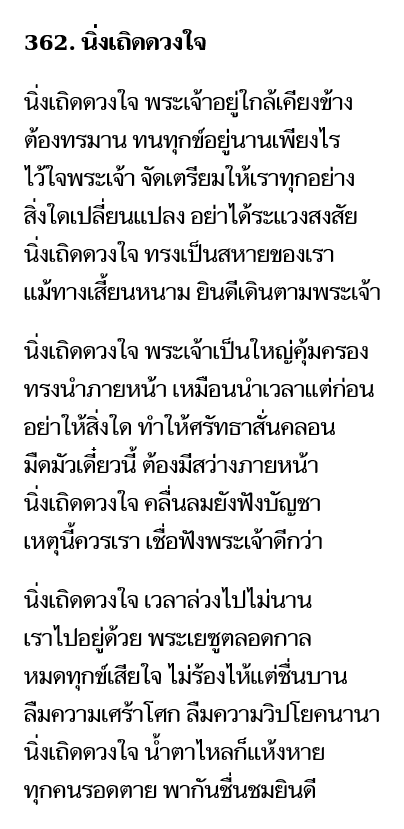 362. นิ่งเถิดดวงใจ
นิ่งเถิดดวงใจ พระเจ้าอยู่ใกล้เคียงข้าง
ต้องทรมาน ทนทุกข์อยู่นานเพียงไร
ไว้ใจพระเจ้า จัดเตรียมให้เราทุกอย่าง
สิ่งใดเปลี่ยนแปลง อย่าได้ระแวงสงสัย
นิ่งเถิดดวงใจ ทรงเป็นสหายของเรา
แม้ทางเสี้ยนหนาม ยินดีเดินตามพระเจ้า
นิ่งเถิดดวงใจ พระเจ้าเป็นใหญ่คุ้มครอง
ทรงนำภายหน้า เหมือนนำเวลาแต่ก่อน
อย่าให้สิ่งใด ทำให้ศรัทธาสั่นคลอน
มืดมัวเดี๋ยวนี้ ต้องมีสว่างภายหน้า
นิ่งเถิดดวงใจ คลื่นลมยังฟังบัญชา
เหตุนี้ควรเรา เชื่อฟังพระเจ้าดีกว่า
นิ่งเถิดดวงใจ เวลาล่วงไปไม่นาน
เราไปอยู่ด้วย พระเยซูตลอดกาล
หมดทุกข์เสียใจ ไม่ร้องไห้แต่ชื่นบาน
ลืมความเศร้าโศก ลืมความวิปโยคนานา
นิ่งเถิดดวงใจ น้ำตาไหลก็แห้งหาย
ทุกคนรอดตาย พากันชื่นชมยินดี